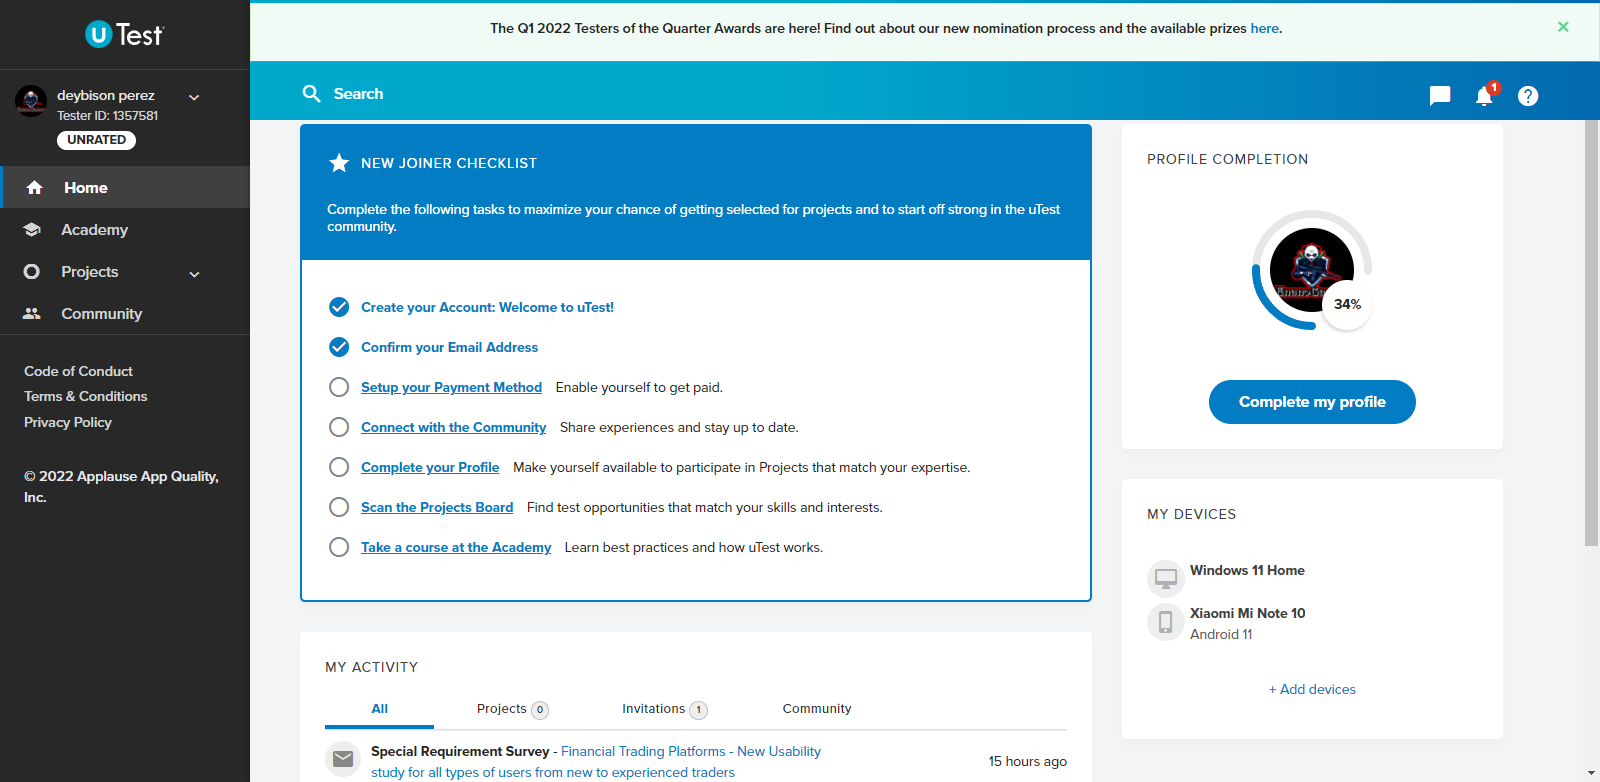 The Q1 2022 Testers of the Quarter Awards are here! Find out about our new nomination process and the available prizes here.
uTest
deybison perez
Tester ID: 1357581
UNRATED
Home
Academy
Projects
Community
Code of Conduct
Terms & Conditions
Privacy Policy
© 2022 Applause App Quality,
Inc.
Search
1
NEW JOINER CHECKLIST
Complete the following tasks to maximize your chance of getting selected for projects and to start off strong in the uTest
community.
Create your Account: Welcome to uTest!
Confirm your Email Address
Setup your Payment Method Enable yourself to get paid.
Connect with the Community Share experiences and stay up to date.
Complete your Profile Make yourself available to participate in Projects that match your expertise.
Scan the Projects Board Find test opportunities that match your skills and interests.
Take a course at the Academy Learn best practices and how uTest works.
MY ACTIVITY
All Projects 0 Invitations 1 Community
Special Requirement Survey - Financial Trading Platforms - New Usability
study for all types of users from new to experienced traders
15 hours ago
PROFILE COMPLETION
34%
Complete my profile
MY DEVICES
Windows 11 Home
Xiaomi Mi Note 10
Android 11
+ Add devices